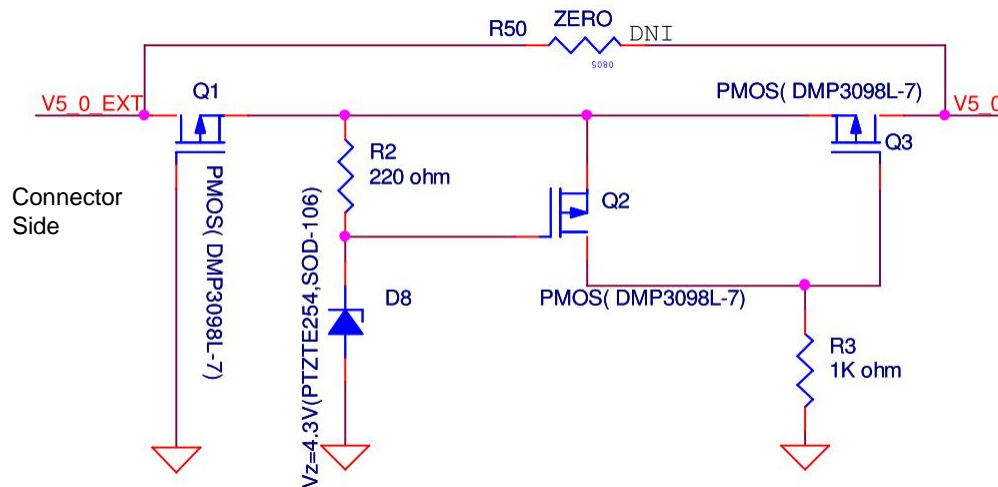 R50
ZERO
DNI
0805
V5_0_EXT
Q1
PMOS( DMP3098L-7)
V5_0
Q3
R2
220 ohm
Connector
Side
PMOS( DMP3098L-7)
Vz=4.3V(PTZTE254,SOD-106)
Q2
D8
PMOS( DMP3098L-7)
R3
1K ohm